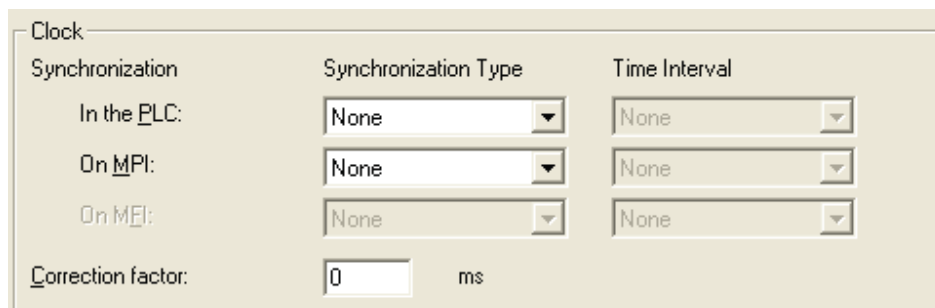 Clock
Synchronization Synchronization Type Time Interval
In the PLC: None None
On MPI: None None
On MFI: None None
Correction factor: 0 ms